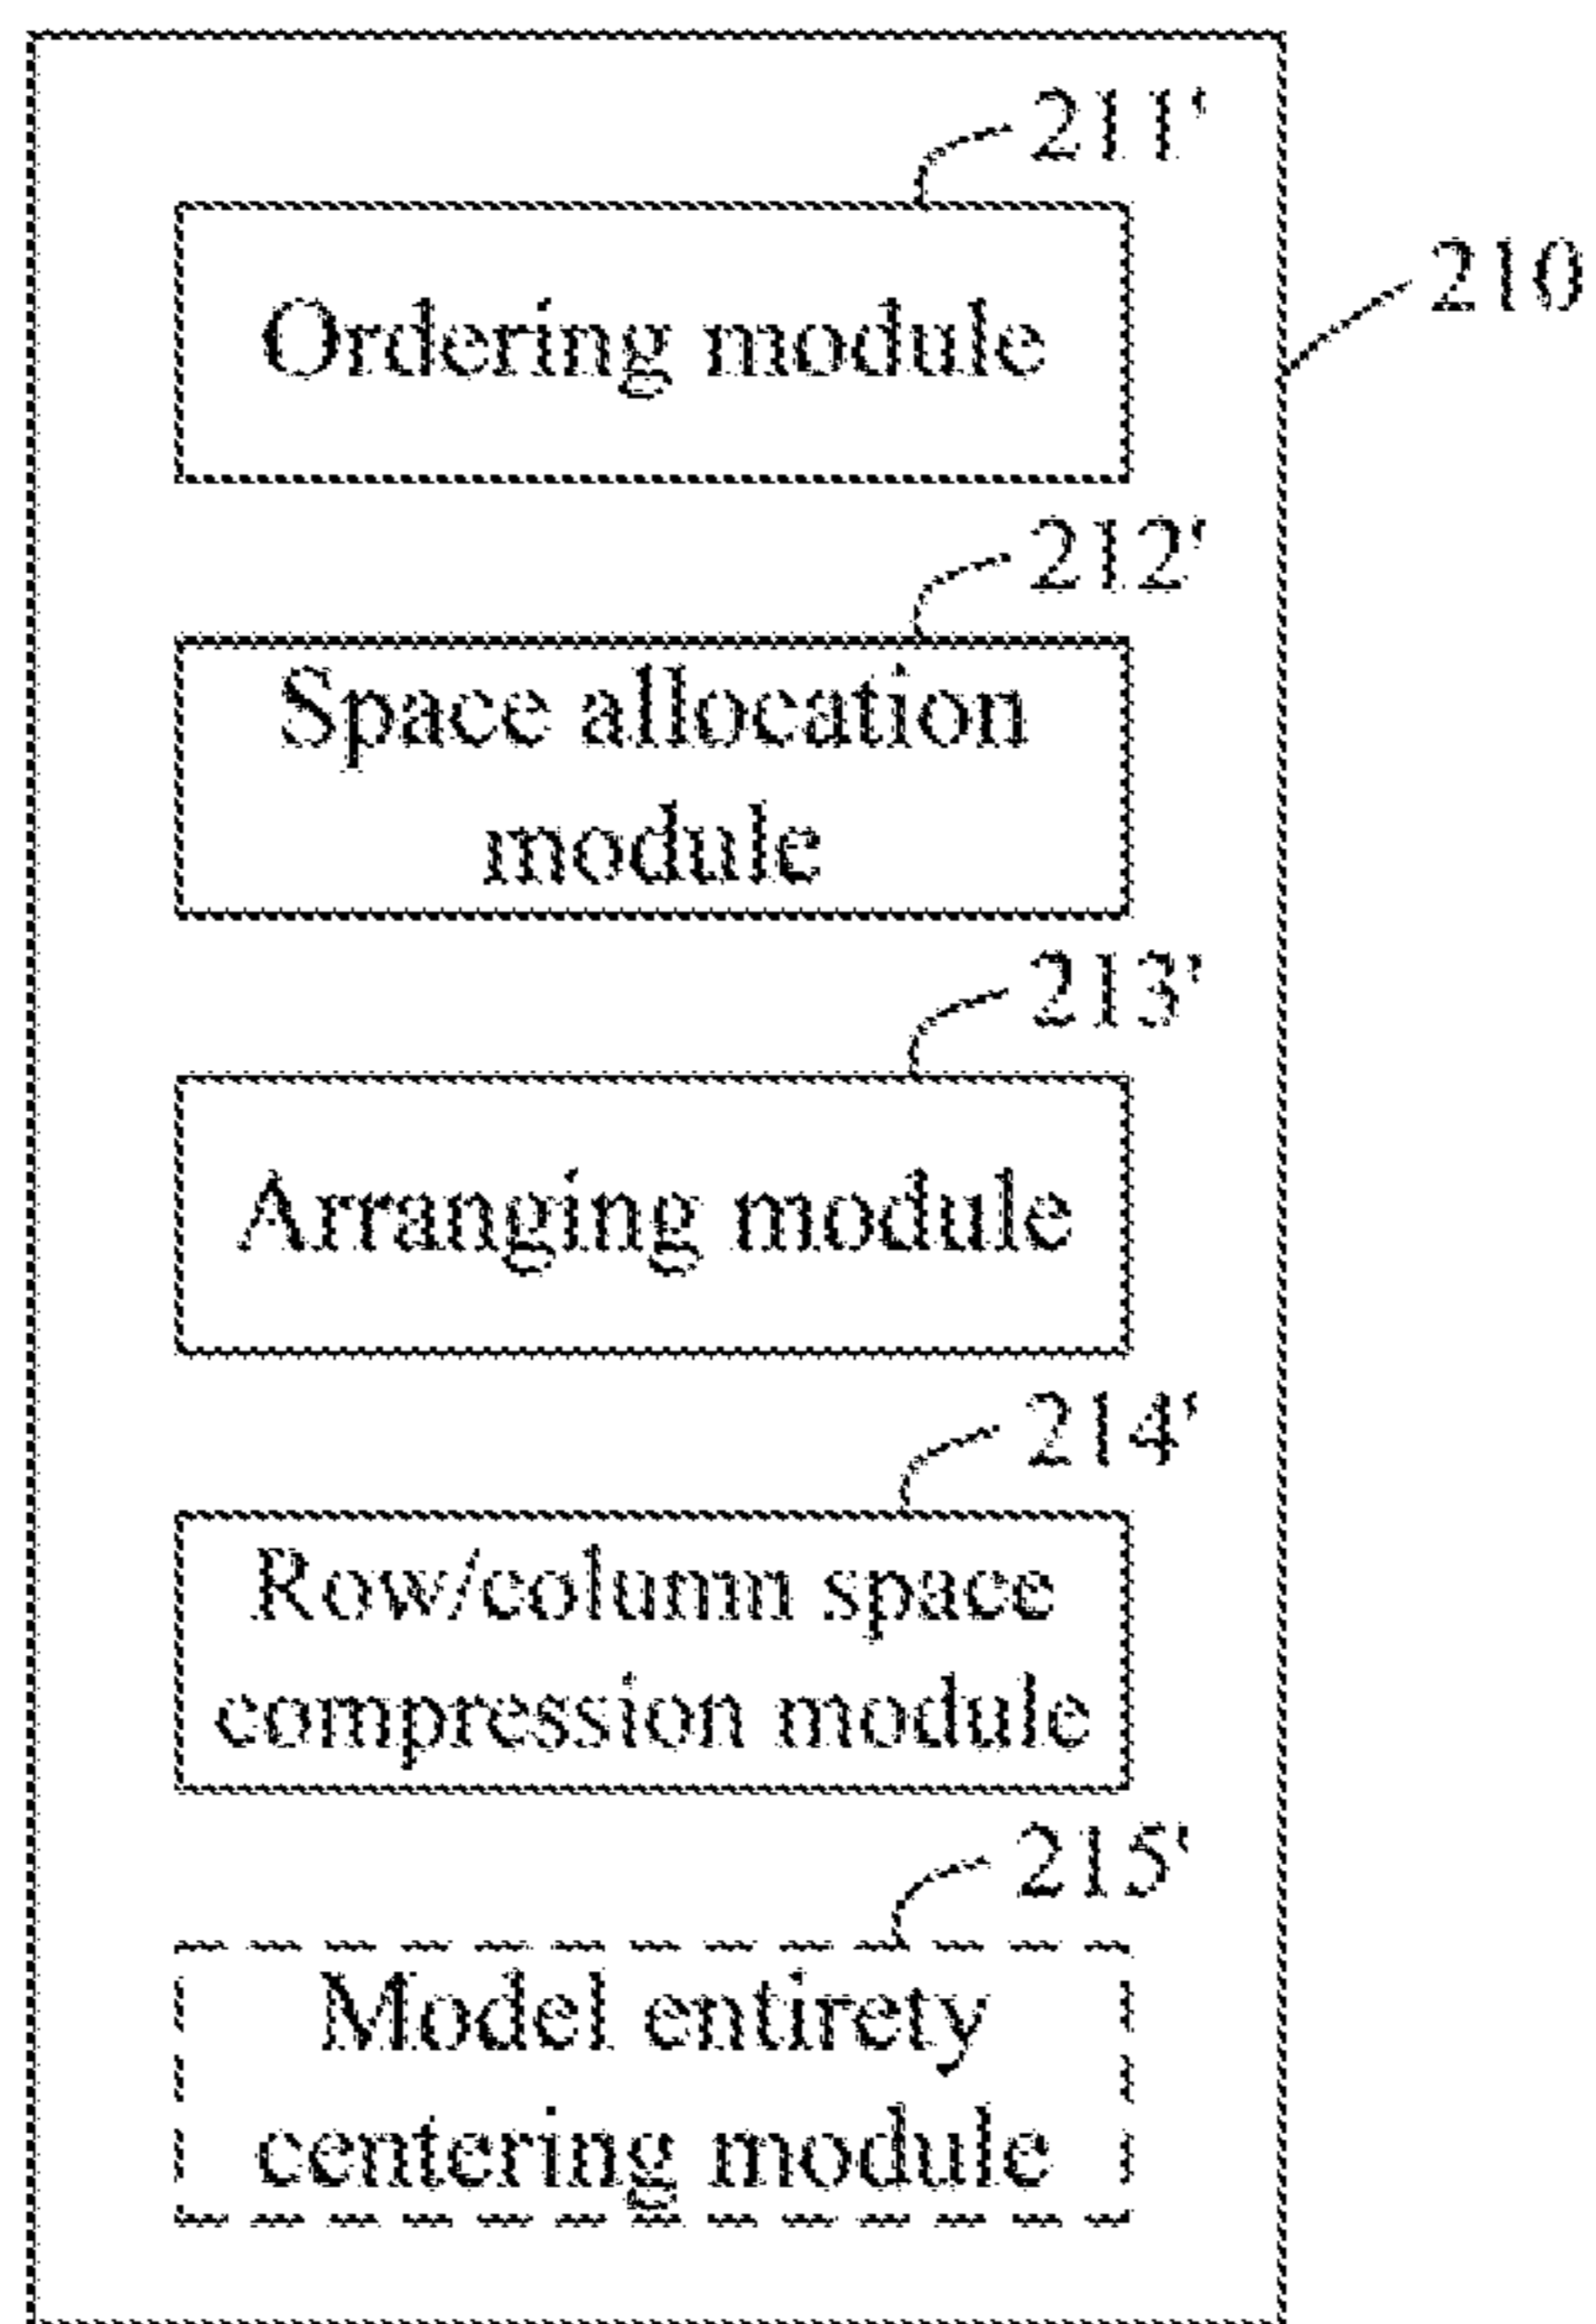 211'
210
Ordering module
212'
Space allocation
module
213'
Arranging module
214'
Row/column space
compression module
215'
Model entirety
centering module